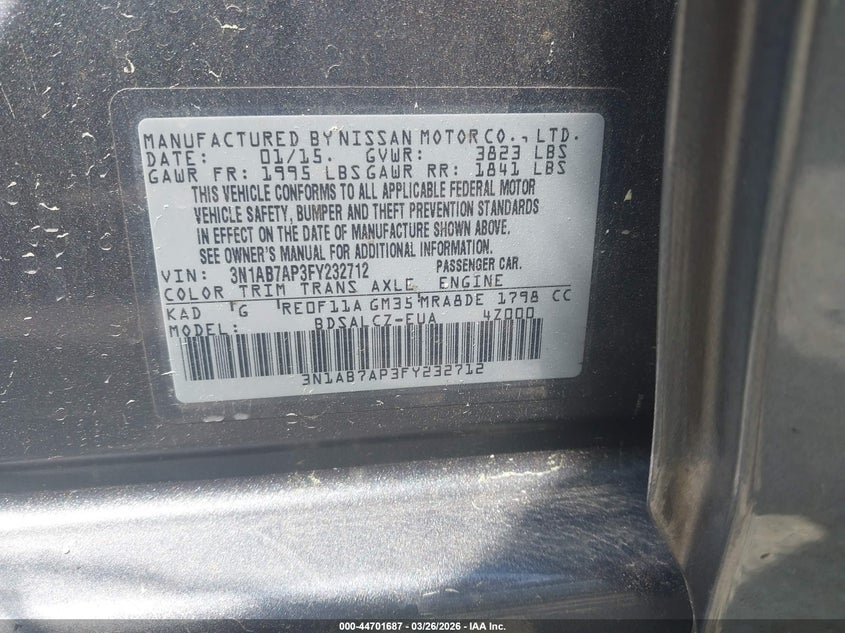 MANUFACTURED BY NISSAN MOTOR CO., LTD.
DATE: 01/15. GVWR: 3823 LBS
GAWR FR: 1995 LBS GAWR RR: 1841 LBS
THIS VEHICLE CONFORMS TO ALL APPLICABLE FEDERAL MOTOR
VEHICLE SAFETY, BUMPER AND THEFT PREVENTION STANDARDS
IN EFFECT ON THE DATE OF MANUFACTURE SHOWN ABOVE.
SEE OWNER'S MANUAL FOR ADDITIONAL INFORMATION.
VIN: 3N1AB7AP3FY232712 PASSENGER CAR.
COLOR TRIM TRANS AXLE ENGINE
KAD G RE0F11A GM35 MRA8DE 1798 CC
MODEL: BDSALCZ-EUA 4Z000
3N1AB7AP3FY232712
000-44701687 | 03/26/2026 | IAA Inc.